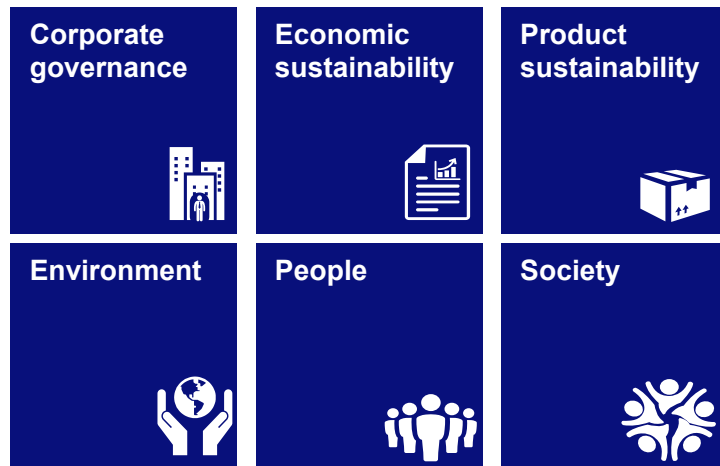 Corporate
governance
Economic
sustainability
Product
sustainability
Environment
People
Society